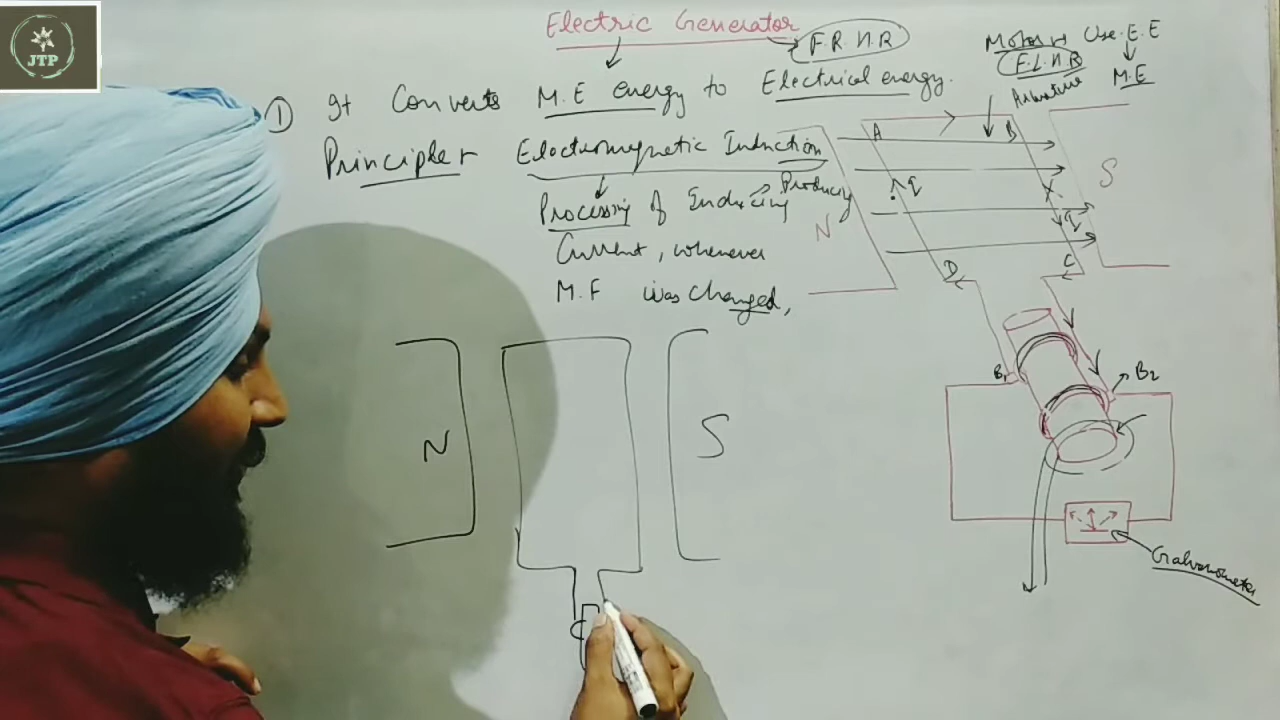 JTP
Electric Generator
F.R.H.R
Motor → Use E.E
F.L.H.R
M.E
Armature
① It Converts M.E energy to Electrical energy.
Principle → Electromagnetic Induction
Processing of Enducing → Producing
Current, whenever
M.F was changed,
A B
N S
D C
B1 B2
Galvanometer
N S